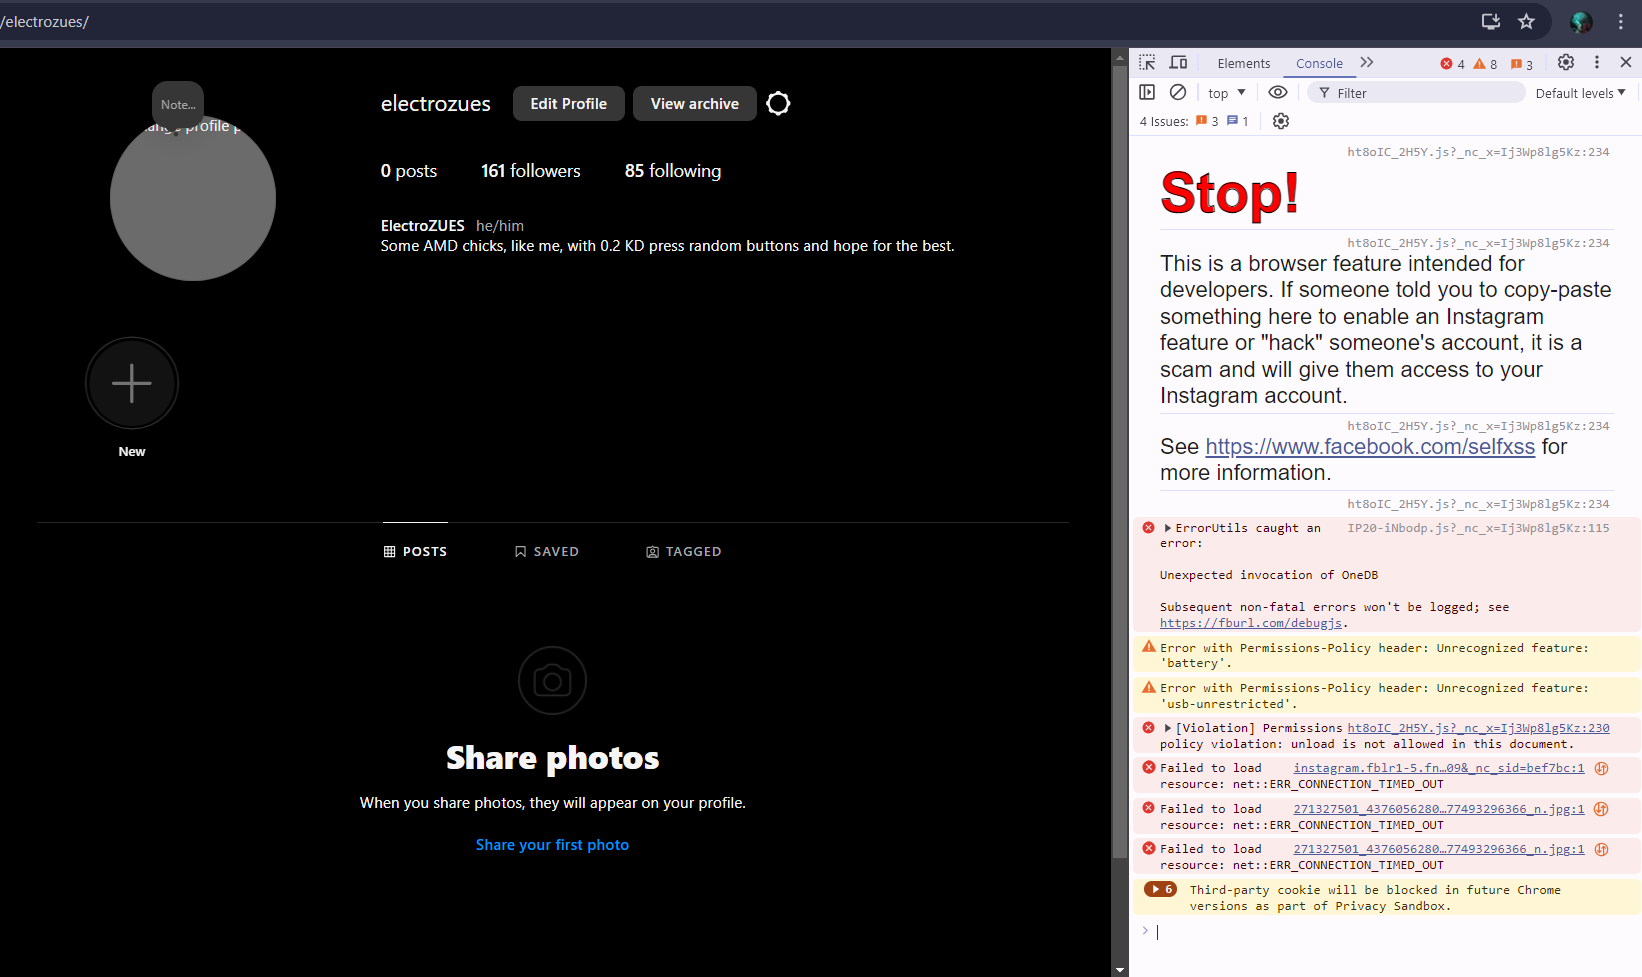 /electrozues/
Note...
electrozues
Edit Profile
View archive
0 posts
161 followers
85 following
ElectroZUES he/him
Some AMD chicks, like me, with 0.2 KD press random buttons and hope for the best.
New
POSTS
SAVED
TAGGED
Share photos
When you share photos, they will appear on your profile.
Share your first photo
Elements
Console
4
8
3
top
Filter
Default levels
4 Issues:
3
1
ht8oIC_2H5Y.js?_nc_x=Ij3Wp8lg5Kz:234
Stop!
ht8oIC_2H5Y.js?_nc_x=Ij3Wp8lg5Kz:234
This is a browser feature intended for
developers. If someone told you to copy-paste
something here to enable an Instagram
feature or "hack" someone's account, it is a
scam and will give them access to your
Instagram account.
ht8oIC_2H5Y.js?_nc_x=Ij3Wp8lg5Kz:234
See https://www.facebook.com/selfxss for
more information.
ht8oIC_2H5Y.js?_nc_x=Ij3Wp8lg5Kz:234
ErrorUtils caught an IP20-iNbodp.js?_nc_x=Ij3Wp8lg5Kz:115
error:
Unexpected invocation of OneDB
Subsequent non-fatal errors won't be logged; see
https://fburl.com/debugjs.
Error with Permissions-Policy header: Unrecognized feature:
'battery'.
Error with Permissions-Policy header: Unrecognized feature:
'usb-unrestricted'.
[Violation] Permissions ht8oIC_2H5Y.js?_nc_x=Ij3Wp8lg5Kz:230
policy violation: unload is not allowed in this document.
Failed to load instagram.fblr1-5.fn…09&_nc_sid=bef7bc:1
resource: net::ERR_CONNECTION_TIMED_OUT
Failed to load 271327501_4376056280…77493296366_n.jpg:1
resource: net::ERR_CONNECTION_TIMED_OUT
Failed to load 271327501_4376056280…77493296366_n.jpg:1
resource: net::ERR_CONNECTION_TIMED_OUT
6 Third-party cookie will be blocked in future Chrome
versions as part of Privacy Sandbox.